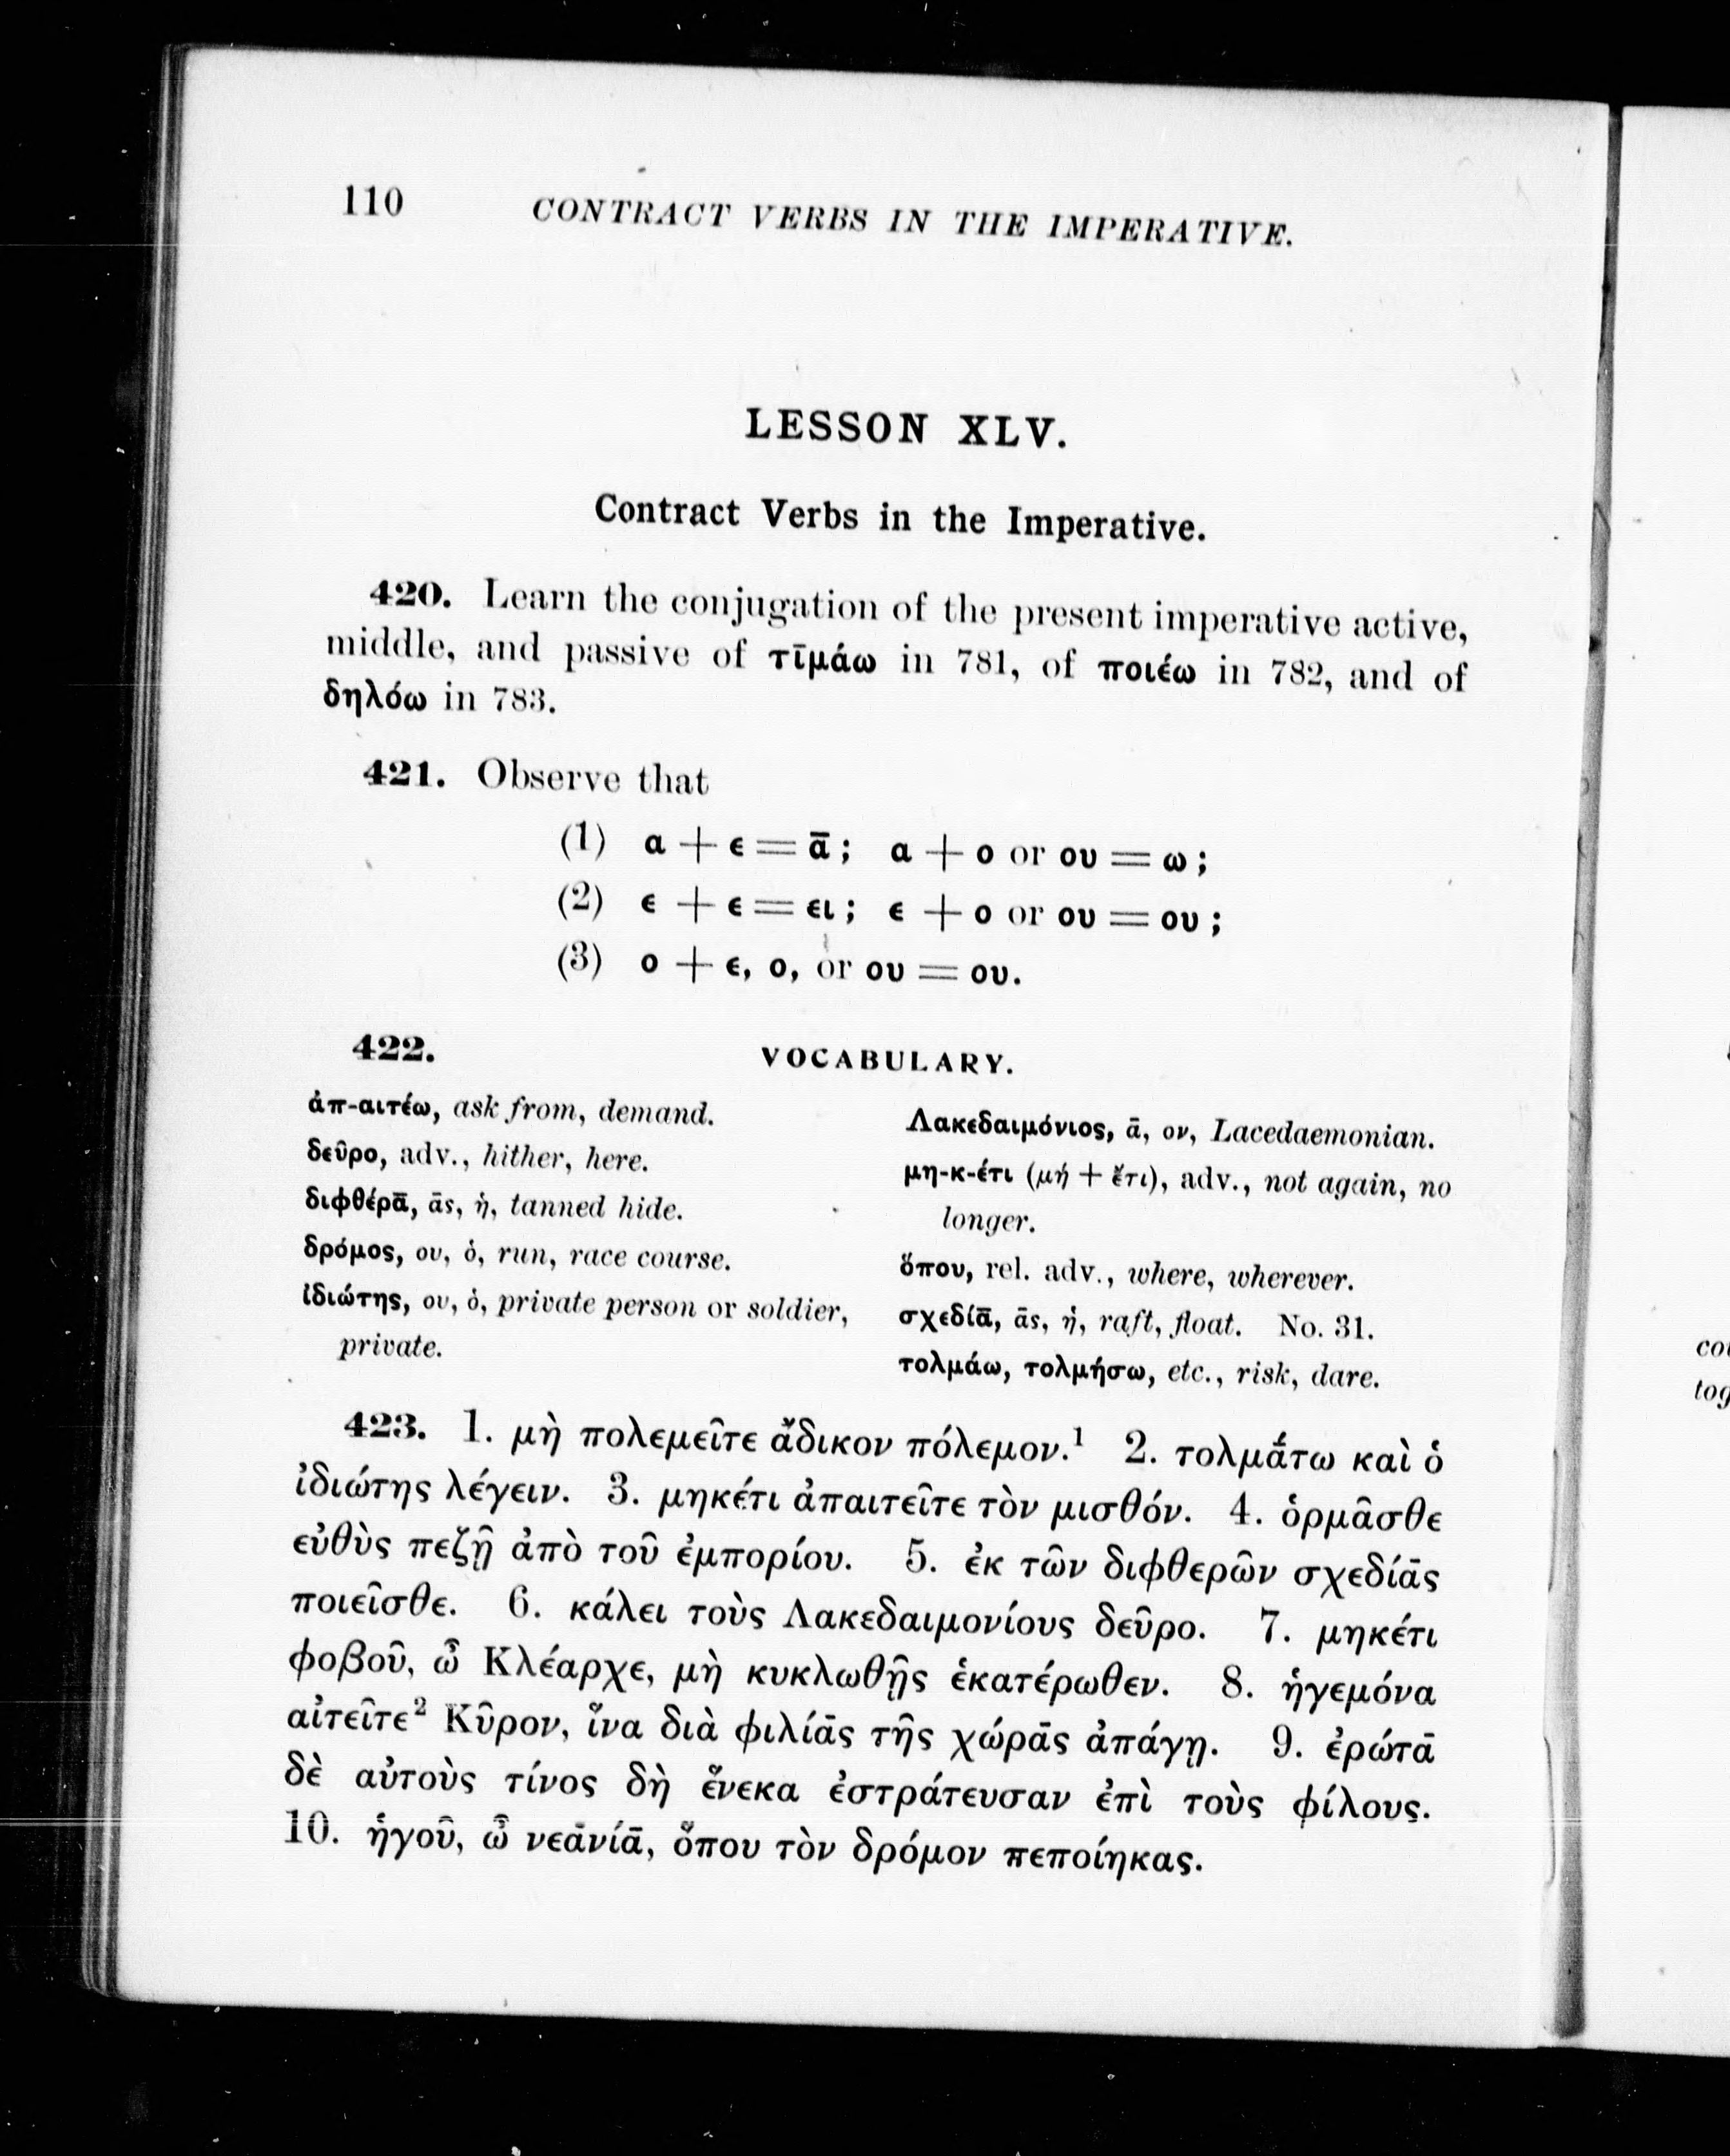 110 CONTRACT VERBS IN THE IMPERATIVE.
LESSON XLV.
Contract Verbs in the Imperative.
420. Learn the conjugation of the present imperative active,
middle, and passive of τῑμάω in 781, of ποιέω in 782, and of
δηλόω in 783.
421. Observe that
(1) α + ε = ᾱ; α + ο or ου = ω;
(2) ε + ε = ει; ε + ο or ου = ου;
(3) ο + ε, ο, or ου = ου.
422. VOCABULARY.
ἀπ-αιτέω, ask from, demand.
δεῦρο, adv., hither, here.
διφθέρᾱ, ᾱς, ἡ, tanned hide.
δρόμος, ου, ὁ, run, race course.
ἰδιώτης, ου, ὁ, private person or soldier,
private.
Λακεδαιμόνιος, ᾱ, ον, Lacedaemonian.
μη-κ-έτι (μή + ἔτι), adv., not again, no
longer.
ὅπου, rel. adv., where, wherever.
σχεδίᾱ, ᾱς, ἡ, raft, float. No. 31.
τολμάω, τολμήσω, etc., risk, dare.
423. 1. μὴ πολεμεῖτε ἄδικον πόλεμον.¹ 2. τολμᾱ́τω καὶ ὁ
ἰδιώτης λέγειν. 3. μηκέτι ἀπαιτεῖτε τὸν μισθόν. 4. ὁρμᾶσθε
εὐθὺς πεζῇ ἀπὸ τοῦ ἐμπορίου. 5. ἐκ τῶν διφθερῶν σχεδίᾱς
ποιεῖσθε. 6. κάλει τοὺς Λακεδαιμονίους δεῦρο. 7. μηκέτι
φοβοῦ, ὦ Κλέαρχε, μὴ κυκλωθῇς ἑκατέρωθεν. 8. ἡγεμόνα
αἰτεῖτε² Κῦρον, ἵνα διὰ φιλίᾱς τῆς χώρᾱς ἀπάγῃ. 9. ἐρώτᾱ
δὲ αὐτοὺς τίνος δὴ ἕνεκα ἐστράτευσαν ἐπὶ τοὺς φίλους.
10. ἡγοῦ, ὦ νεᾱνίᾱ, ὅπου τὸν δρόμον πεποίηκας.